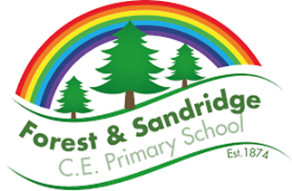 Forest & Sandridge
C.E. Primary School
Est.1874